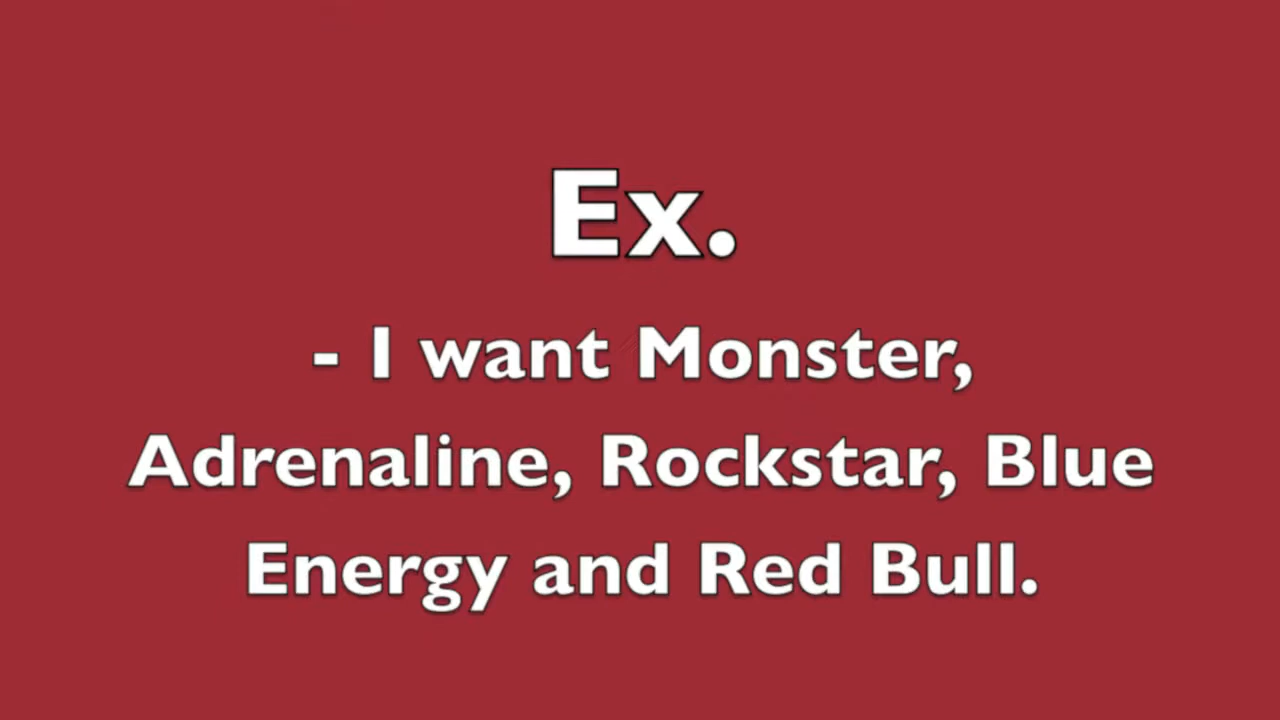 Ex.
- I want Monster,
Adrenaline, Rockstar, Blue
Energy and Red Bull.